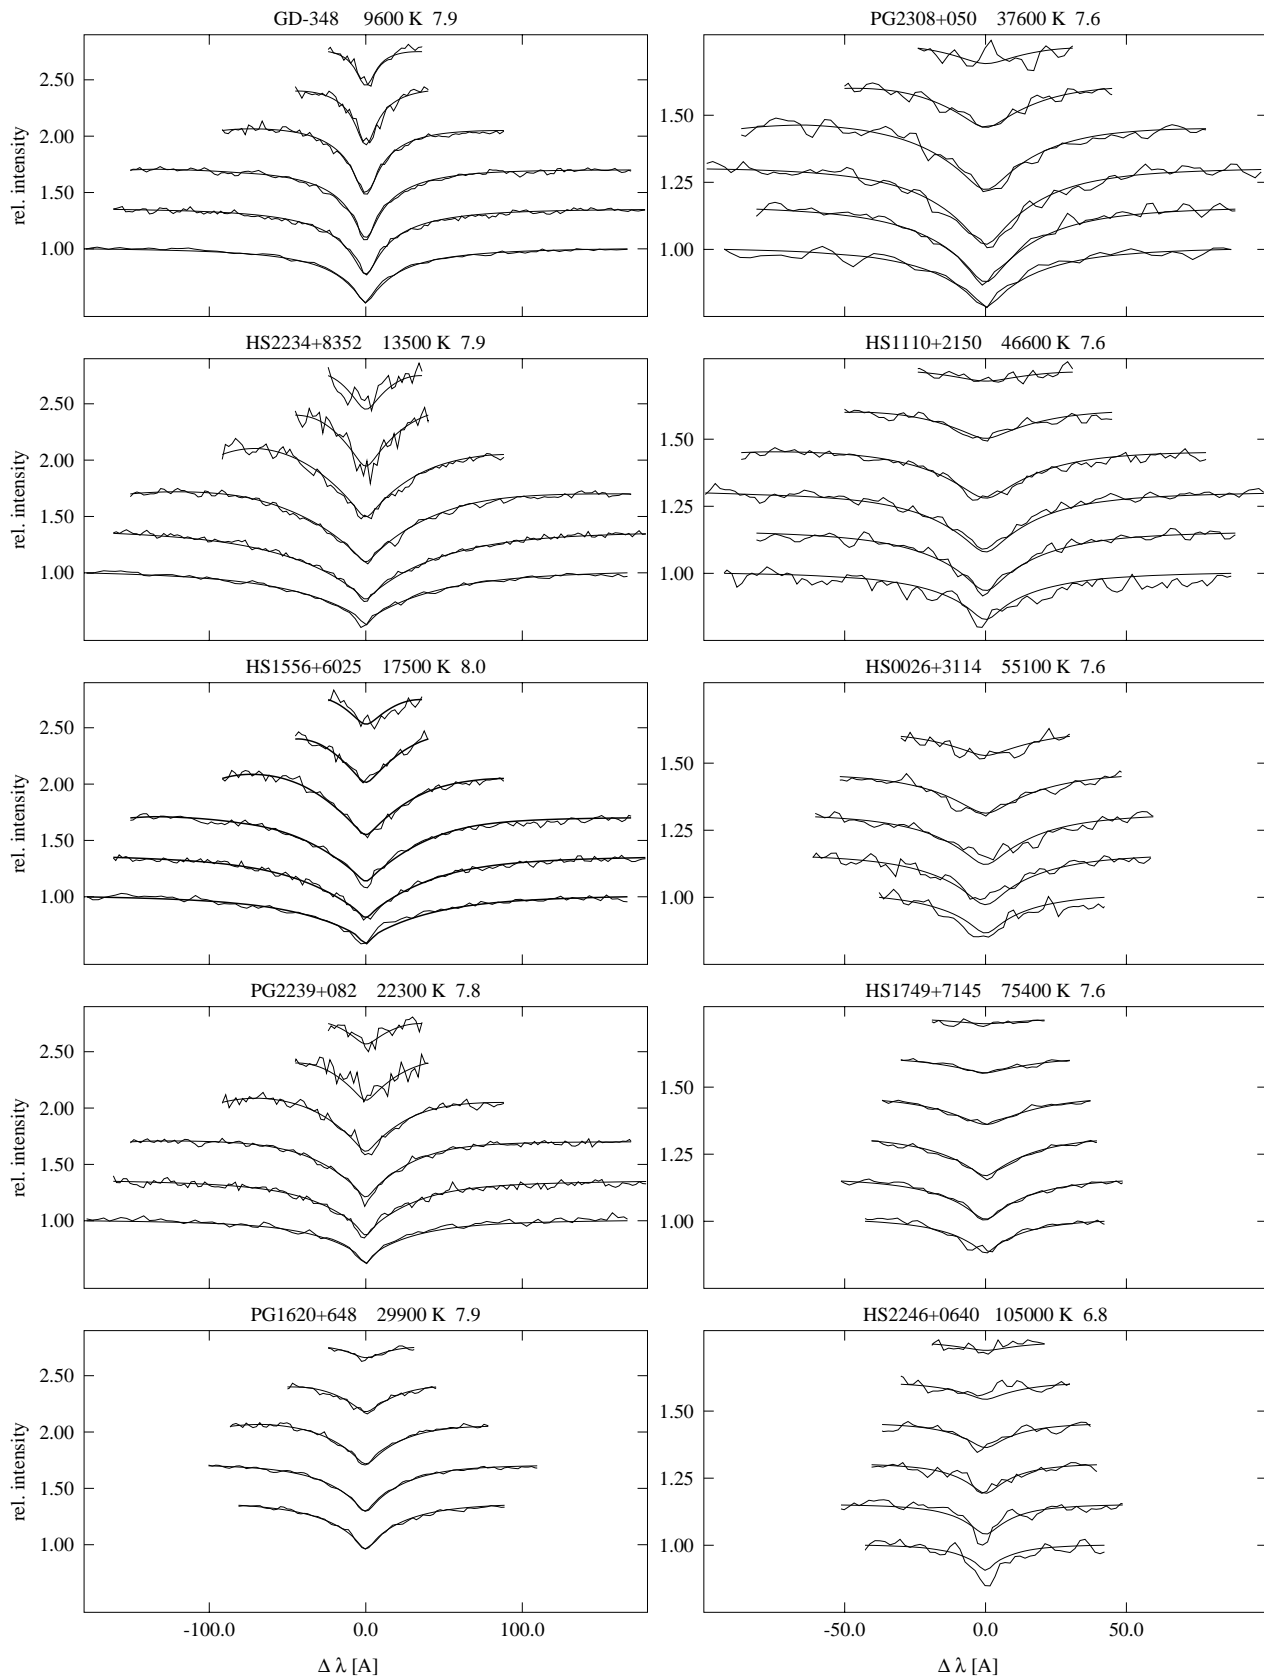 GD-348 9600 K 7.9
PG2308+050 37600 K 7.6
rel. intensity
2.50
2.00
1.50
1.00
1.50
1.25
1.00
HS2234+8352 13500 K 7.9
HS1110+2150 46600 K 7.6
rel. intensity
2.50
2.00
1.50
1.00
1.50
1.25
1.00
HS1556+6025 17500 K 8.0
HS0026+3114 55100 K 7.6
rel. intensity
2.50
2.00
1.50
1.00
1.50
1.25
1.00
PG2239+082 22300 K 7.8
HS1749+7145 75400 K 7.6
rel. intensity
2.50
2.00
1.50
1.00
1.50
1.25
1.00
PG1620+648 29900 K 7.9
HS2246+0640 105000 K 6.8
rel. intensity
2.50
2.00
1.50
1.00
1.50
1.25
1.00
-100.0 0.0 100.0
-50.0 0.0 50.0
Δ λ [A]
Δ λ [A]